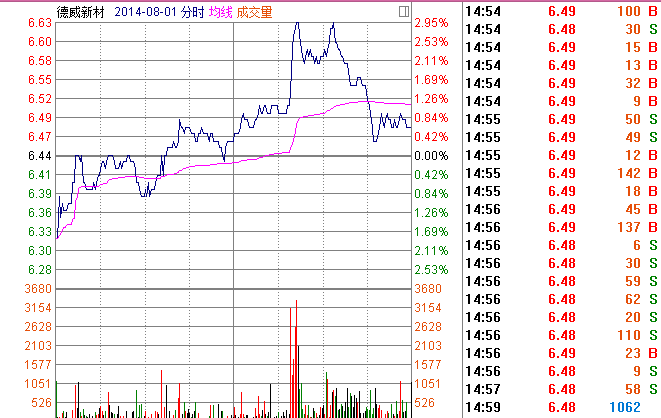 德威新材 2014-08-01 分时 均线 成交量
6.63 2.95%
6.60 2.53%
6.58 2.11%
6.55 1.69%
6.52 1.26%
6.49 0.84%
6.47 0.42%
6.44 0.00%
6.41 0.42%
6.39 0.84%
6.36 1.26%
6.33 1.69%
6.30 2.11%
6.28 2.53%
3680 3680
3154 3154
2628 2628
2103 2103
1577 1577
1051 1051
526 526
14:54 6.49 100 B
14:54 6.48 30 S
14:54 6.49 15 B
14:54 6.49 13 B
14:54 6.49 32 B
14:54 6.49 9 B
14:55 6.49 50 S
14:55 6.49 49 S
14:55 6.49 12 B
14:55 6.49 142 B
14:55 6.49 18 B
14:56 6.49 45 B
14:56 6.49 137 B
14:56 6.48 6 S
14:56 6.48 30 S
14:56 6.48 59 S
14:56 6.48 62 S
14:56 6.48 20 S
14:56 6.48 110 S
14:56 6.49 23 B
14:56 6.48 9 S
14:57 6.48 58 S
14:59 6.48 1062